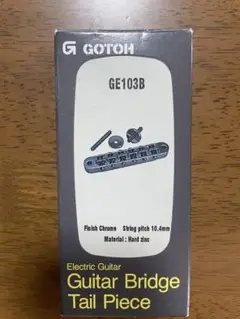 GOTOH
GE103B
Finish Chrome String pitch 10.4mm
Material : Hard zinc
Electric Guitar
Guitar Bridge
Tail Piece